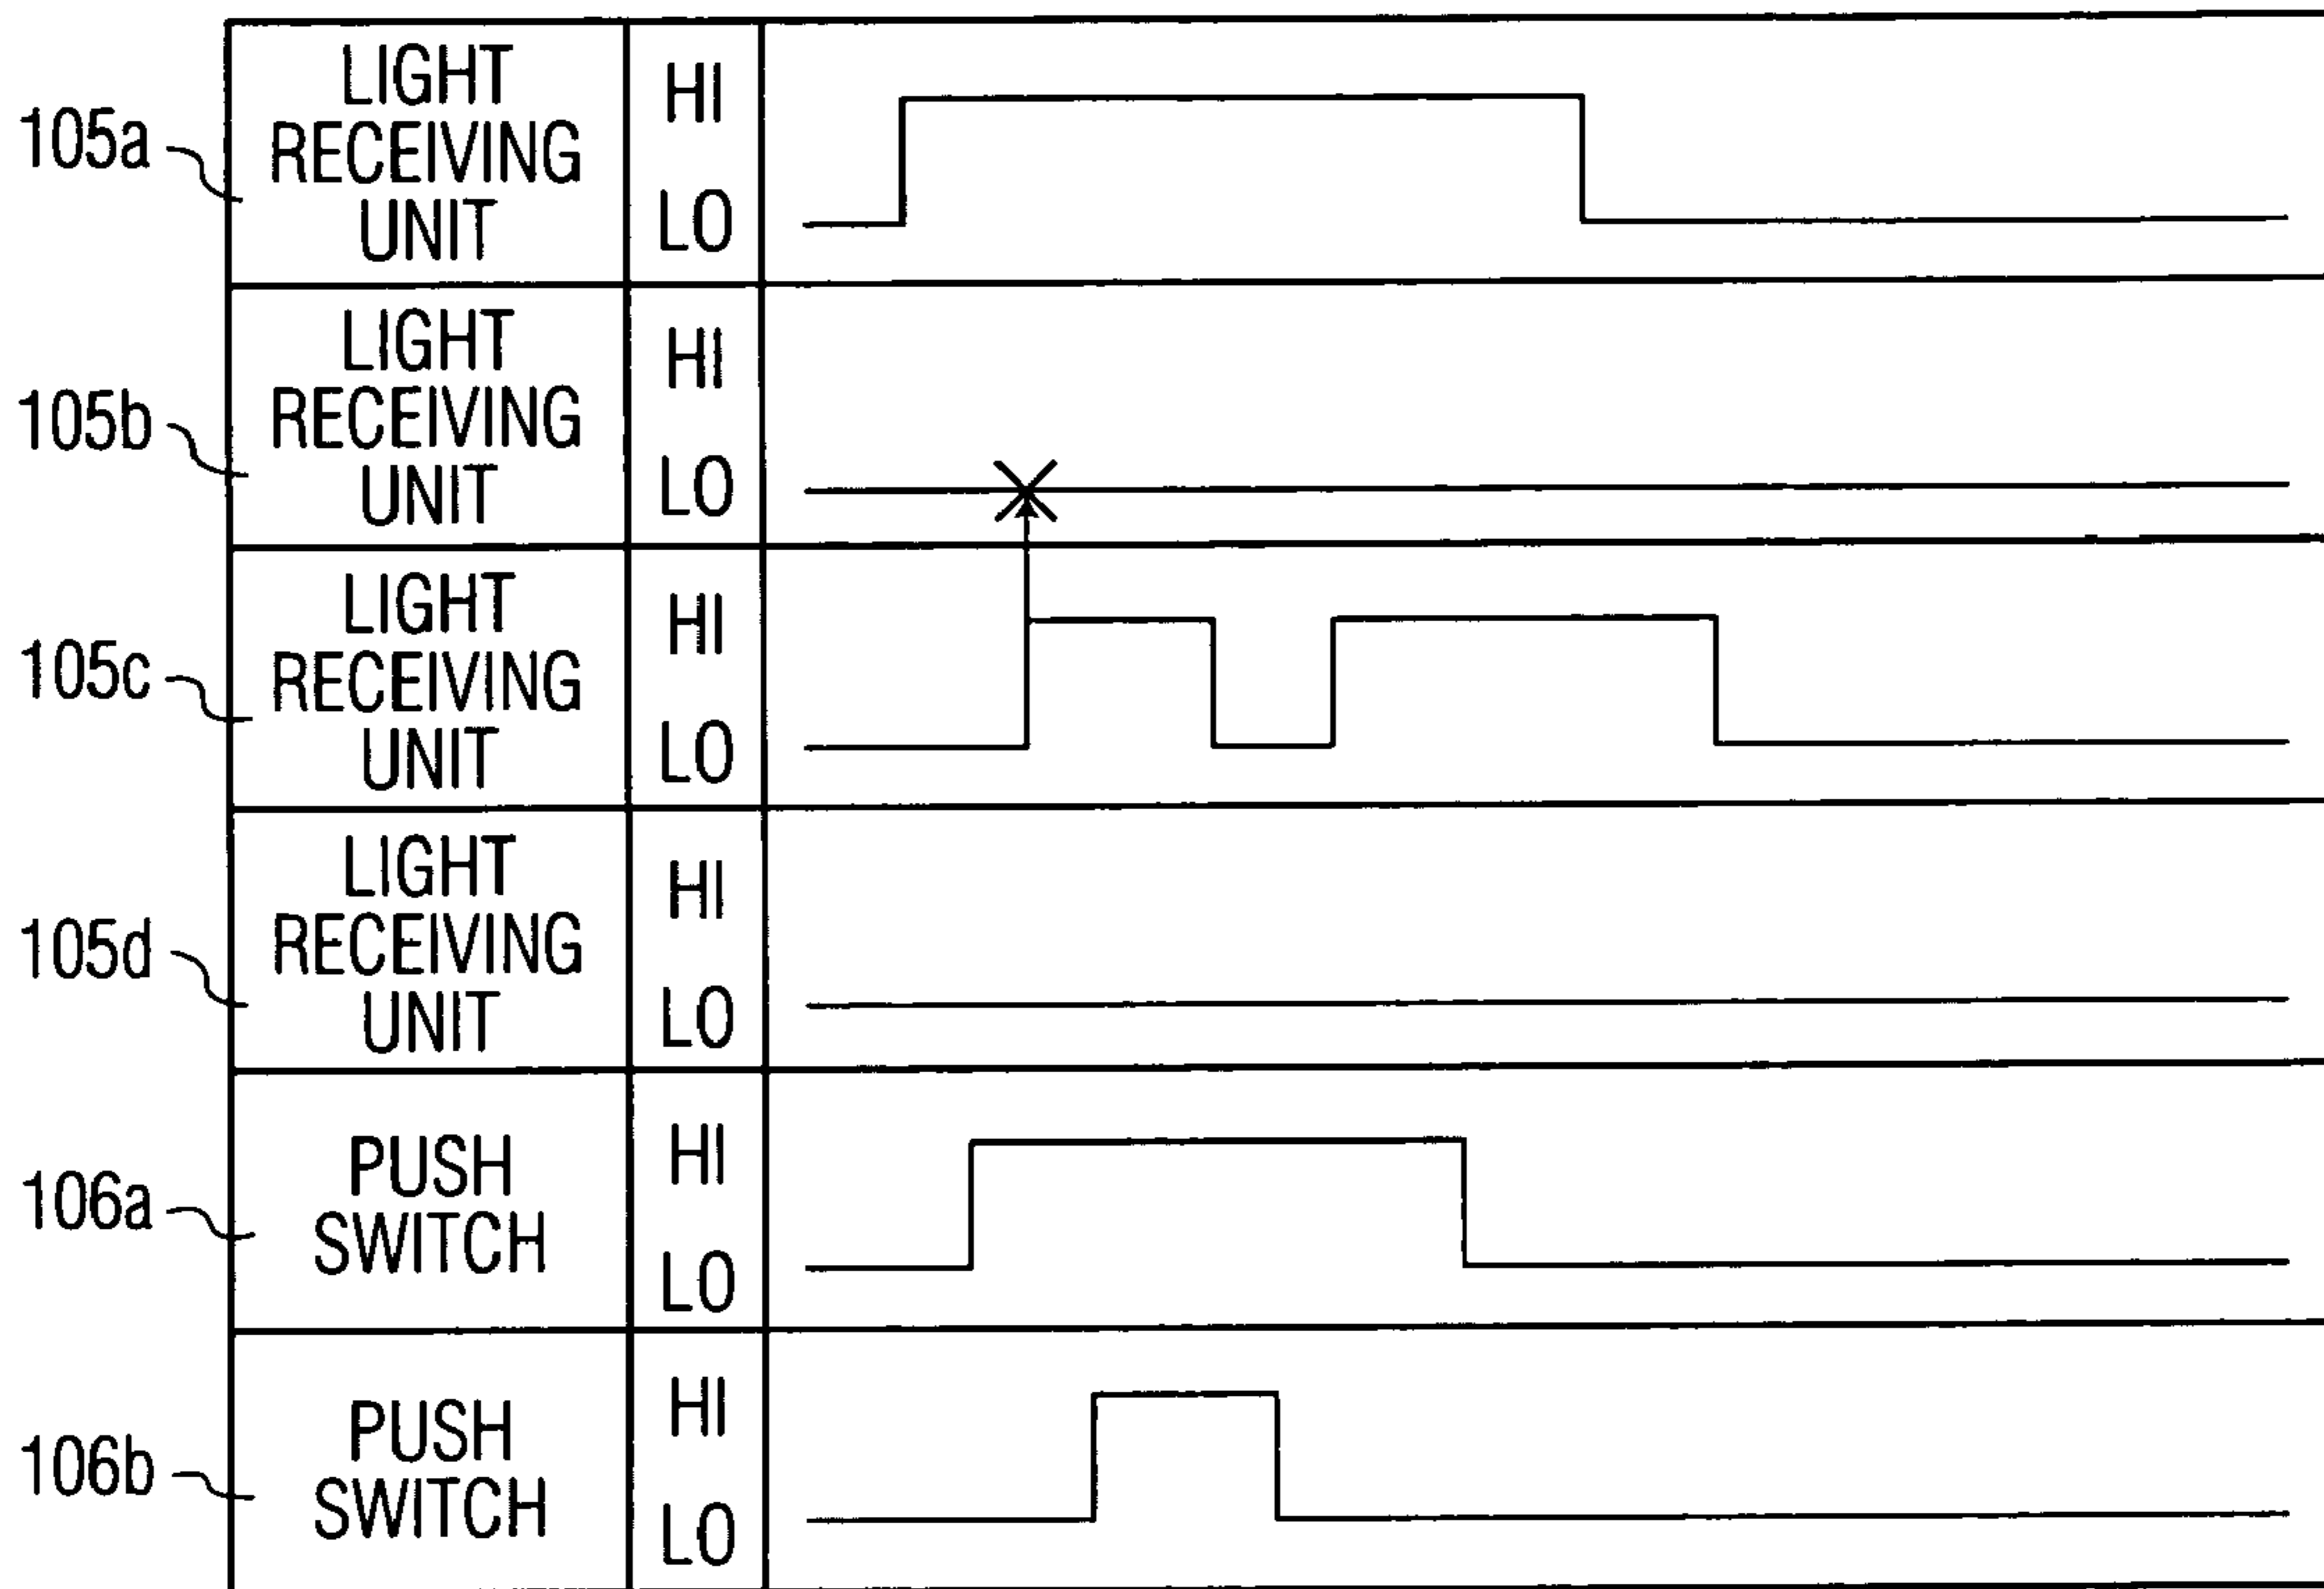 105a
LIGHT
RECEIVING
UNIT
HI
LO
105b
LIGHT
RECEIVING
UNIT
HI
LO
105c
LIGHT
RECEIVING
UNIT
HI
LO
105d
LIGHT
RECEIVING
UNIT
HI
LO
106a
PUSH
SWITCH
HI
LO
106b
PUSH
SWITCH
HI
LO